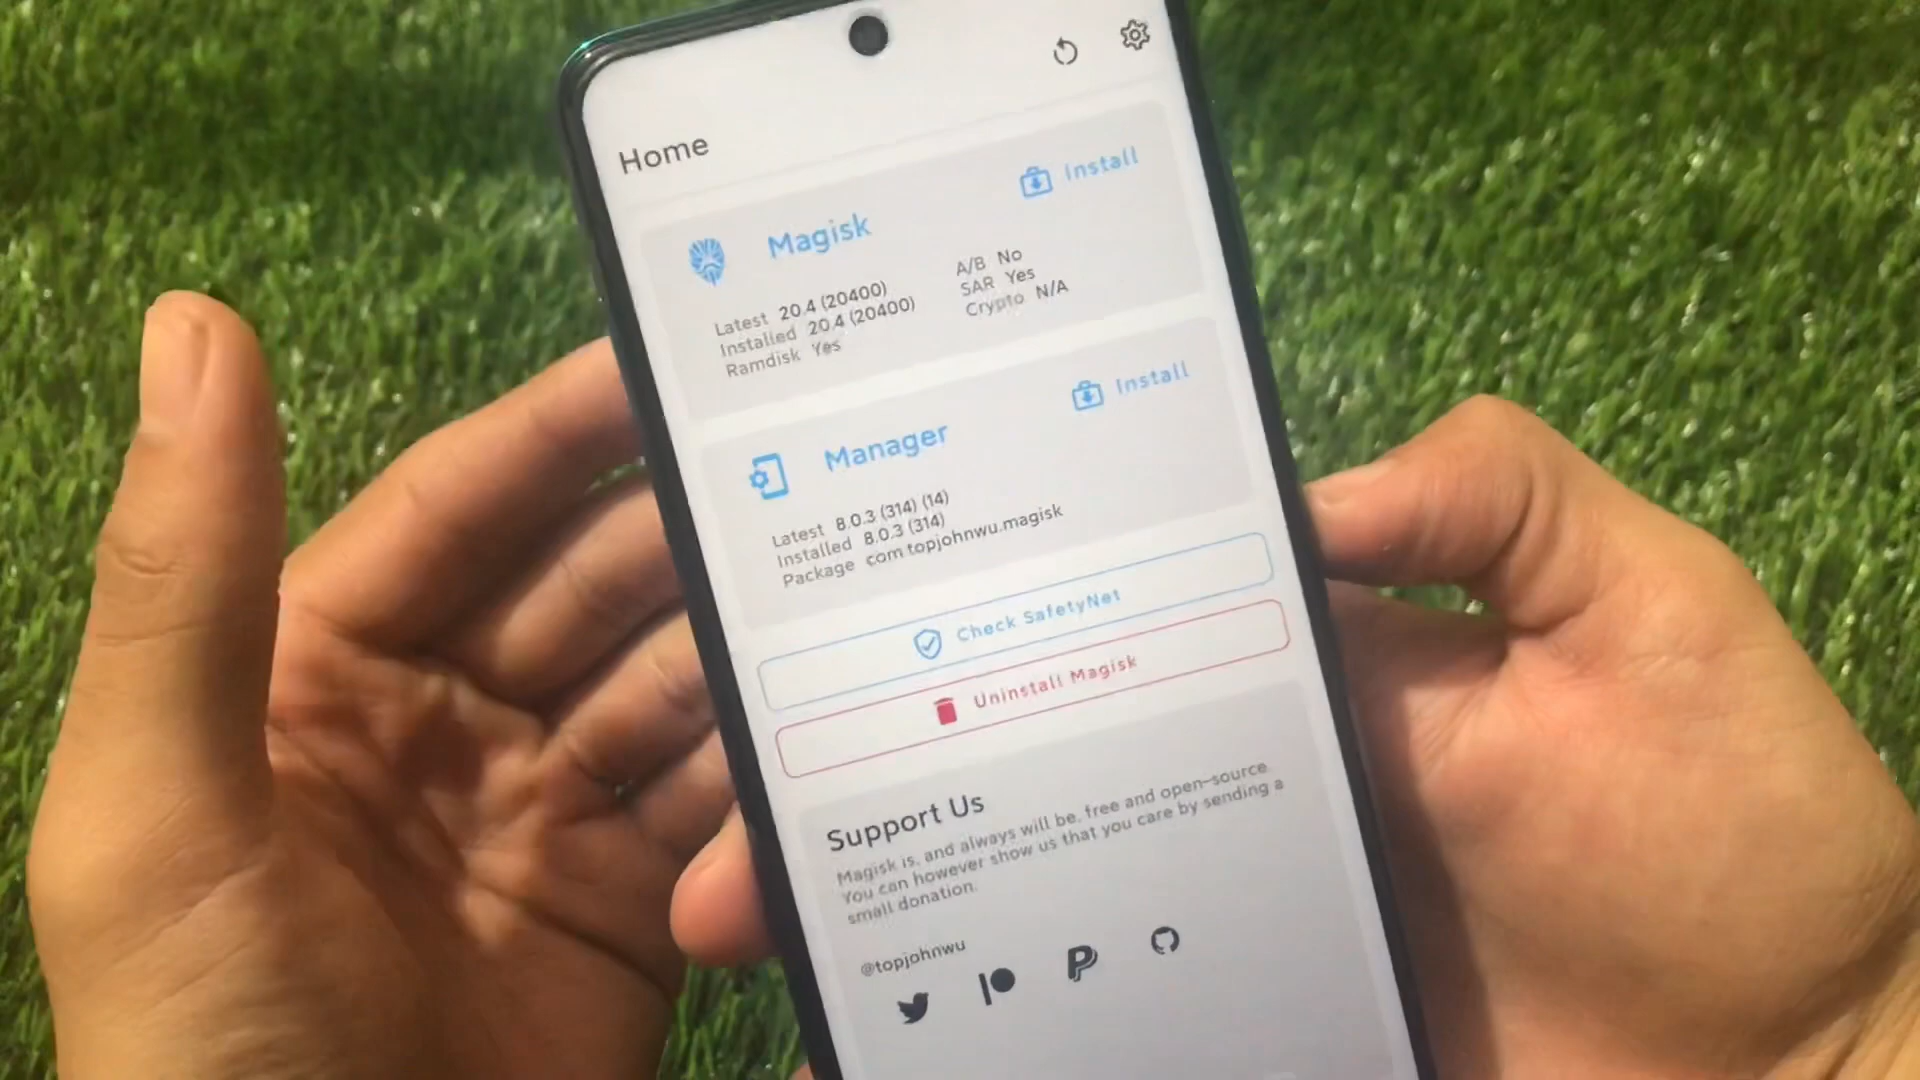 Home
Install
Magisk
Latest 20.4 (20400)
Installed 20.4 (20400)
Ramdisk Yes
A/B No
SAR Yes
Crypto N/A
Install
Manager
Latest 8.0.3 (314) (14)
Installed 8.0.3 (314)
Package com.topjohnwu.magisk
Check SafetyNet
Uninstall Magisk
Support Us
Magisk is, and always will be, free and open-source.
You can however show us that you care by sending a
small donation.
@topjohnwu